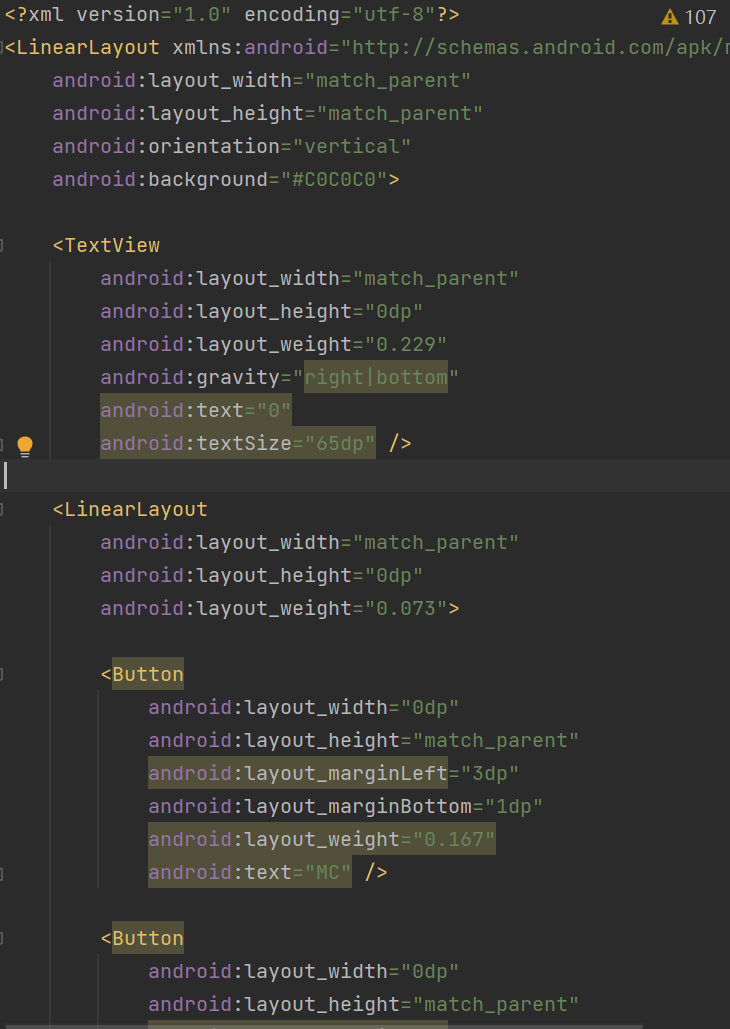 <?xml version="1.0" encoding="utf-8"?>
107
<LinearLayout xmlns:android="http://schemas.android.com/apk/
android:layout_width="match_parent"
android:layout_height="match_parent"
android:orientation="vertical"
android:background="#C0C0C0">
<TextView
android:layout_width="match_parent"
android:layout_height="0dp"
android:layout_weight="0.229"
android:gravity="right|bottom"
android:text="0"
android:textSize="65dp" />
<LinearLayout
android:layout_width="match_parent"
android:layout_height="0dp"
android:layout_weight="0.073">
<Button
android:layout_width="0dp"
android:layout_height="match_parent"
android:layout_marginLeft="3dp"
android:layout_marginBottom="1dp"
android:layout_weight="0.167"
android:text="MC" />
<Button
android:layout_width="0dp"
android:layout_height="match_parent"